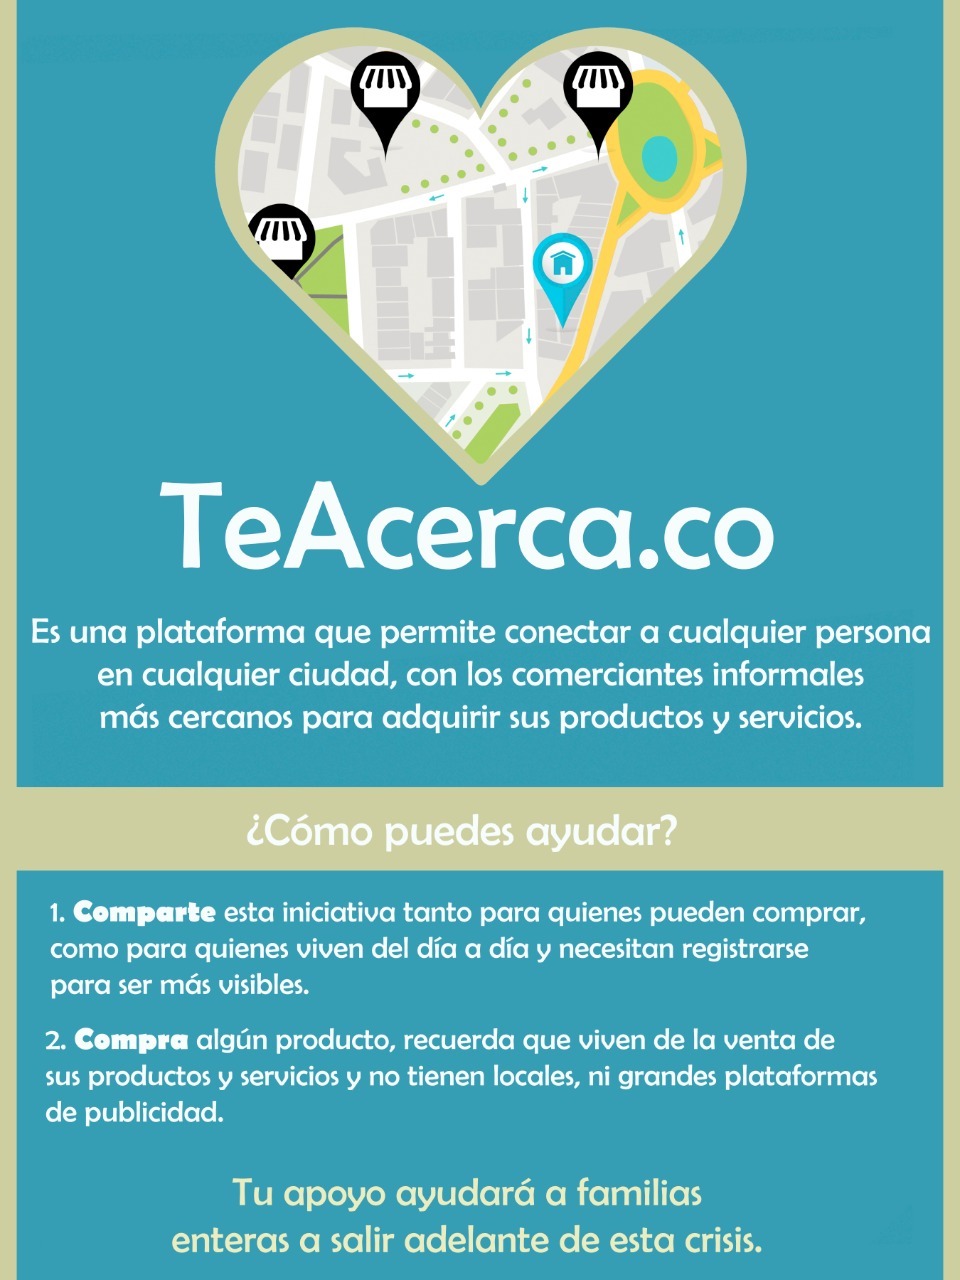 TeAcerca.co
Es una plataforma que permite conectar a cualquier persona
en cualquier ciudad, con los comerciantes informales
más cercanos para adquirir sus productos y servicios.
¿Cómo puedes ayudar?
1. Comparte esta iniciativa tanto para quienes pueden comprar,
como para quienes viven del día a día y necesitan registrarse
para ser más visibles.
2. Compra algún producto, recuerda que viven de la venta de
sus productos y servicios y no tienen locales, ni grandes plataformas
de publicidad.
Tu apoyo ayudará a familias
enteras a salir adelante de esta crisis.